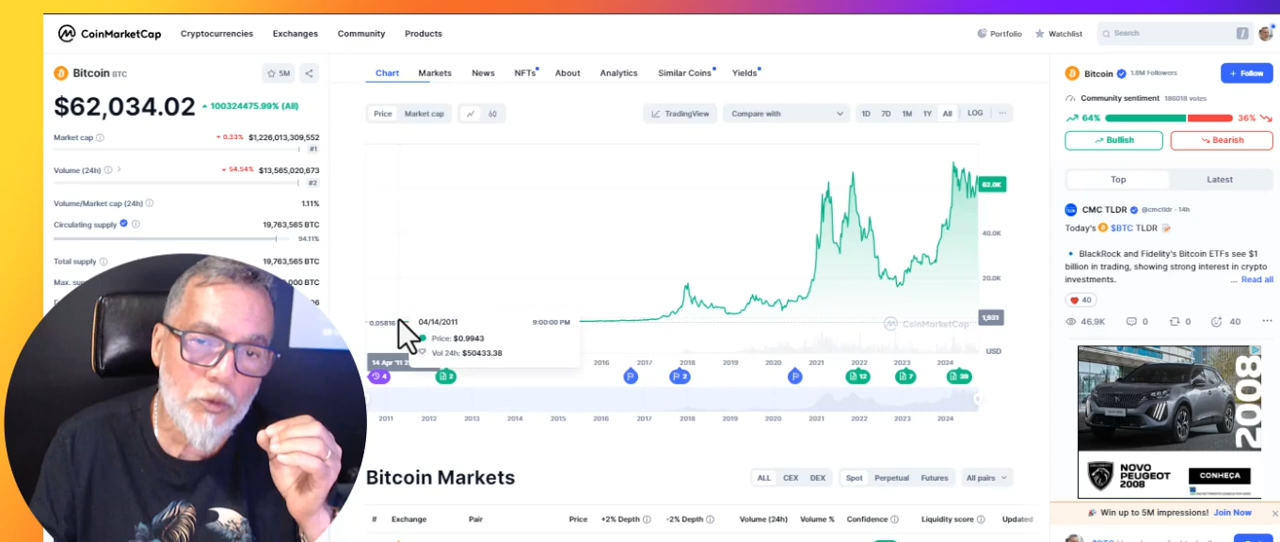 CoinMarketCap Cryptocurrencies Exchanges Community Products Portfolio Watchlist Search /
Bitcoin BTC 5M
$62,034.02 100324475.99% (All)
Market cap 0.33% $1,226,013,309,552
#1
Volume (24h) 54.54% $13,565,020,673
#2
Volume/Market cap (24h) 1.11%
Circulating supply 19,763,565 BTC
94.11%
Total supply 19,763,565 BTC
Chart Markets News NFTs About Analytics Similar Coins Yields
Price Market cap TradingView Compare with 1D 7D 1M 1Y All LOG
62.0K
40.0K
20.0K
1,931
CoinMarketCap
USD
04/14/2011 9:00:00 PM
Price: $0.9943
Vol 24h: $50433.38
14 Apr '11
2016 2017 2018 2019 2020 2021 2022 2023 2024
4 2 2 12 7
2011 2012 2013 2014 2015 2016 2017 2018 2019 2020 2021 2022 2023 2024
Bitcoin Markets
ALL CEX DEX Spot Perpetual Futures All pairs
# Exchange Pair Price +2% Depth -2% Depth Volume (24h) Volume % Confidence Liquidity score Updated
Bitcoin 1.8M Followers + Follow
Community sentiment 186018 votes
64% 36%
Bullish Bearish
Top Latest
CMC TLDR @cmctldr · 14h
Today's $BTC TLDR
BlackRock and Fidelity's Bitcoin ETFs see $1
billion in trading, showing strong interest in crypto
investments. ... Read all
40
46,9K 0 0 40
2008
NOVO
PEUGEOT
2008
CONHEÇA
Win up to 5M impressions! Join Now